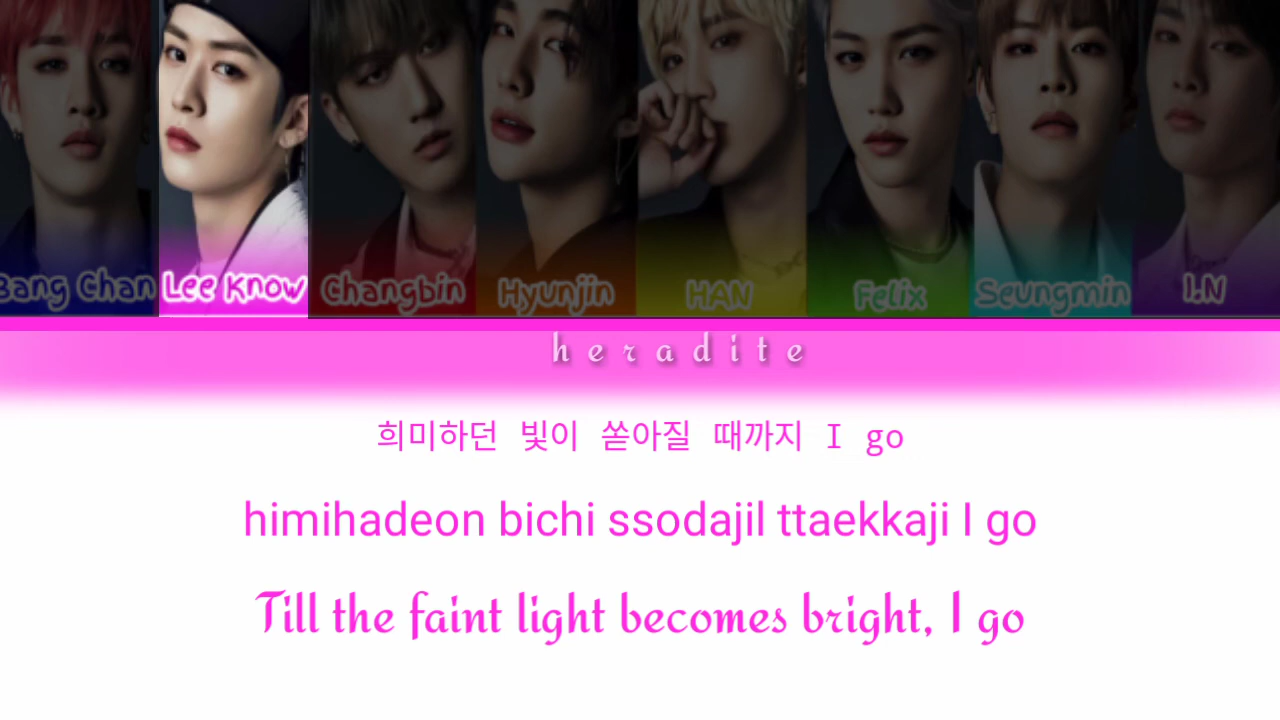 Bang Chan Lee Know Changbin Hyunjin HAN Felix Seungmin I.N
heradite
희미하던 빛이 쏟아질 때까지 I go
himihadeon bichi ssodajil ttaekkaji I go
Till the faint light becomes bright, I go